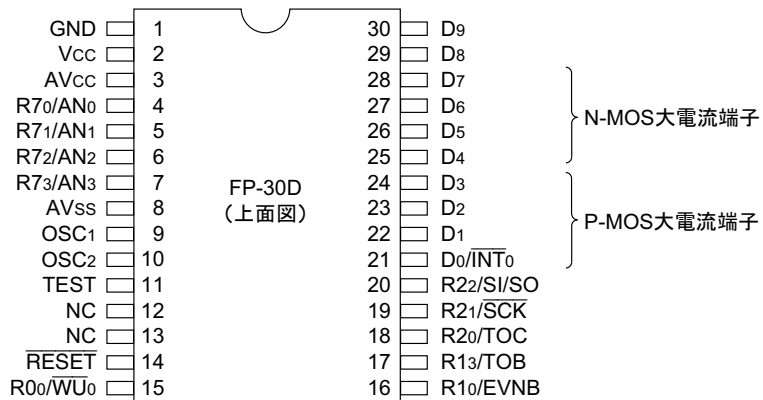 GND 1 30 D9
VCC 2 29 D8
AVCC 3 28 D7
R70/AN0 4 27 D6
R71/AN1 5 26 D5
R72/AN2 6 25 D4
N-MOS大電流端子
R73/AN3 7 24 D3
AVSS 8 23 D2
OSC1 9 22 D1
OSC2 10 21 D0/INT0
P-MOS大電流端子
FP-30D
(上面図)
TEST 11 20 R22/SI/SO
NC 12 19 R21/SCK
NC 13 18 R20/TOC
RESET 14 17 R13/TOB
R00/WU0 15 16 R10/EVNB